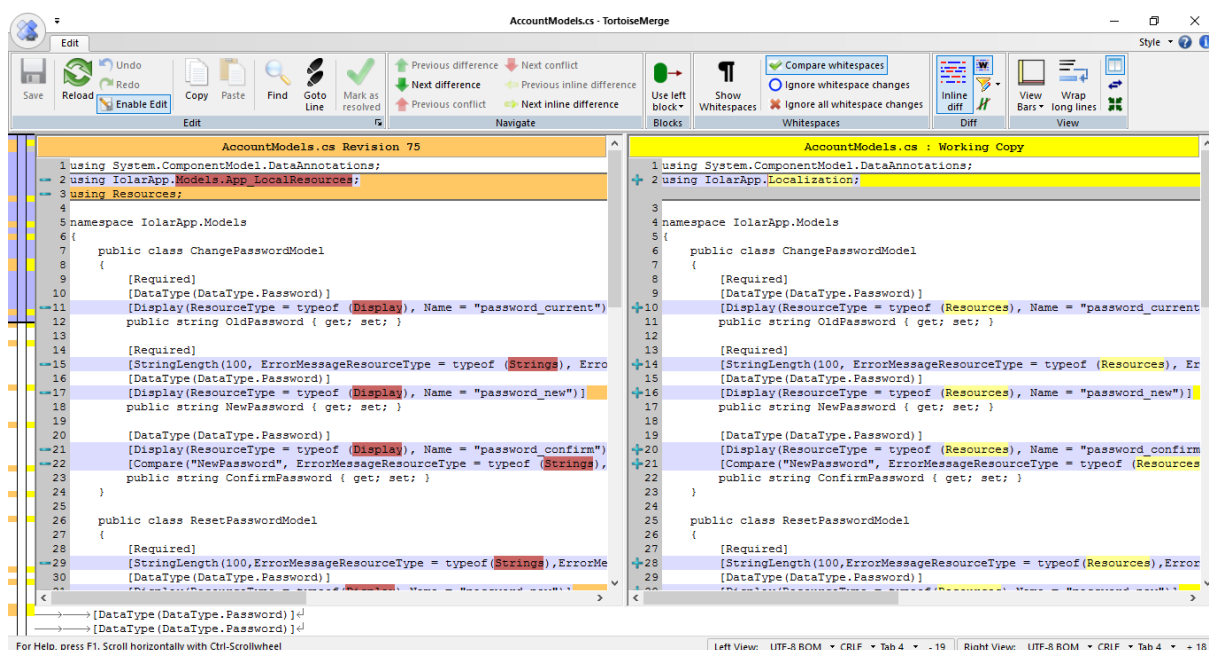 AccountModels.cs - TortoiseMerge
Edit
Style
Save
Reload
Undo
Redo
Enable Edit
Copy
Paste
Find
Goto Line
Mark as resolved
Edit
Previous difference
Next conflict
Next difference
Previous inline difference
Previous conflict
Next inline difference
Navigate
Use left block
Blocks
Show Whitespaces
Compare whitespaces
Ignore whitespace changes
Ignore all whitespace changes
Whitespaces
Inline diff
Diff
View Bars
Wrap long lines
View
AccountModels.cs Revision 75
1 using System.ComponentModel.DataAnnotations;
2 using IolarApp.Models.App_LocalResources;
3 using Resources;
4
5 namespace IolarApp.Models
6 {
7 public class ChangePasswordModel
8 {
9 [Required]
10 [DataType(DataType.Password)]
11 [Display(ResourceType = typeof (Display), Name = "password_current")
12 public string OldPassword { get; set; }
13
14 [Required]
15 [StringLength(100, ErrorMessageResourceType = typeof (Strings), Erro
16 [DataType(DataType.Password)]
17 [Display(ResourceType = typeof (Display), Name = "password_new")]
18 public string NewPassword { get; set; }
19
20 [DataType(DataType.Password)]
21 [Display(ResourceType = typeof (Display), Name = "password_confirm")
22 [Compare("NewPassword", ErrorMessageResourceType = typeof (Strings),
23 public string ConfirmPassword { get; set; }
24 }
25
26 public class ResetPasswordModel
27 {
28 [Required]
29 [StringLength(100,ErrorMessageResourceType = typeof(Strings),ErrorMe
30 [DataType(DataType.Password)]
AccountModels.cs : Working Copy
1 using System.ComponentModel.DataAnnotations;
2 using IolarApp.Localization;
3
4 namespace IolarApp.Models
5 {
6 public class ChangePasswordModel
7 {
8 [Required]
9 [DataType(DataType.Password)]
10 [Display(ResourceType = typeof (Resources), Name = "password_current
11 public string OldPassword { get; set; }
12
13 [Required]
14 [StringLength(100, ErrorMessageResourceType = typeof (Resources), Er
15 [DataType(DataType.Password)]
16 [Display(ResourceType = typeof (Resources), Name = "password_new")]
17 public string NewPassword { get; set; }
18
19 [DataType(DataType.Password)]
20 [Display(ResourceType = typeof (Resources), Name = "password_confirm
21 [Compare("NewPassword", ErrorMessageResourceType = typeof (Resources
22 public string ConfirmPassword { get; set; }
23 }
24
25 public class ResetPasswordModel
26 {
27 [Required]
28 [StringLength(100,ErrorMessageResourceType = typeof(Resources),Error
29 [DataType(DataType.Password)]
[DataType(DataType.Password)]
[DataType(DataType.Password)]
For Help, press F1. Scroll horizontally with Ctrl-Scrollwheel
Left View: UTF-8 BOM CRLF Tab 4 - 19
Right View: UTF-8 BOM CRLF Tab 4 + 18